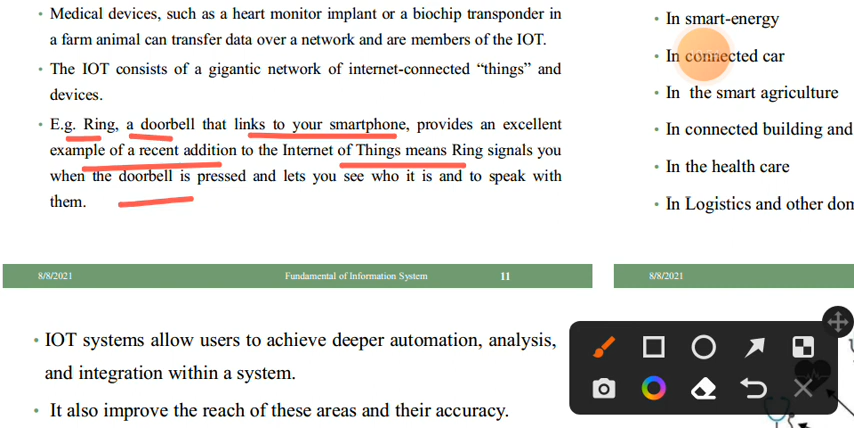 • Medical devices, such as a heart monitor implant or a biochip transponder in
a farm animal can transfer data over a network and are members of the IOT.
• The IOT consists of a gigantic network of internet-connected “things” and
devices.
• E.g. Ring, a doorbell that links to your smartphone, provides an excellent
example of a recent addition to the Internet of Things means Ring signals you
when the doorbell is pressed and lets you see who it is and to speak with
them.
8/8/2021 Fundamental of Information System 11
• In smart-energy
• In connected car
• In the smart agriculture
• In connected building and
• In the health care
• In Logistics and other
8/8/2021
• IOT systems allow users to achieve deeper automation, analysis,
and integration within a system.
• It also improve the reach of these areas and their accuracy.